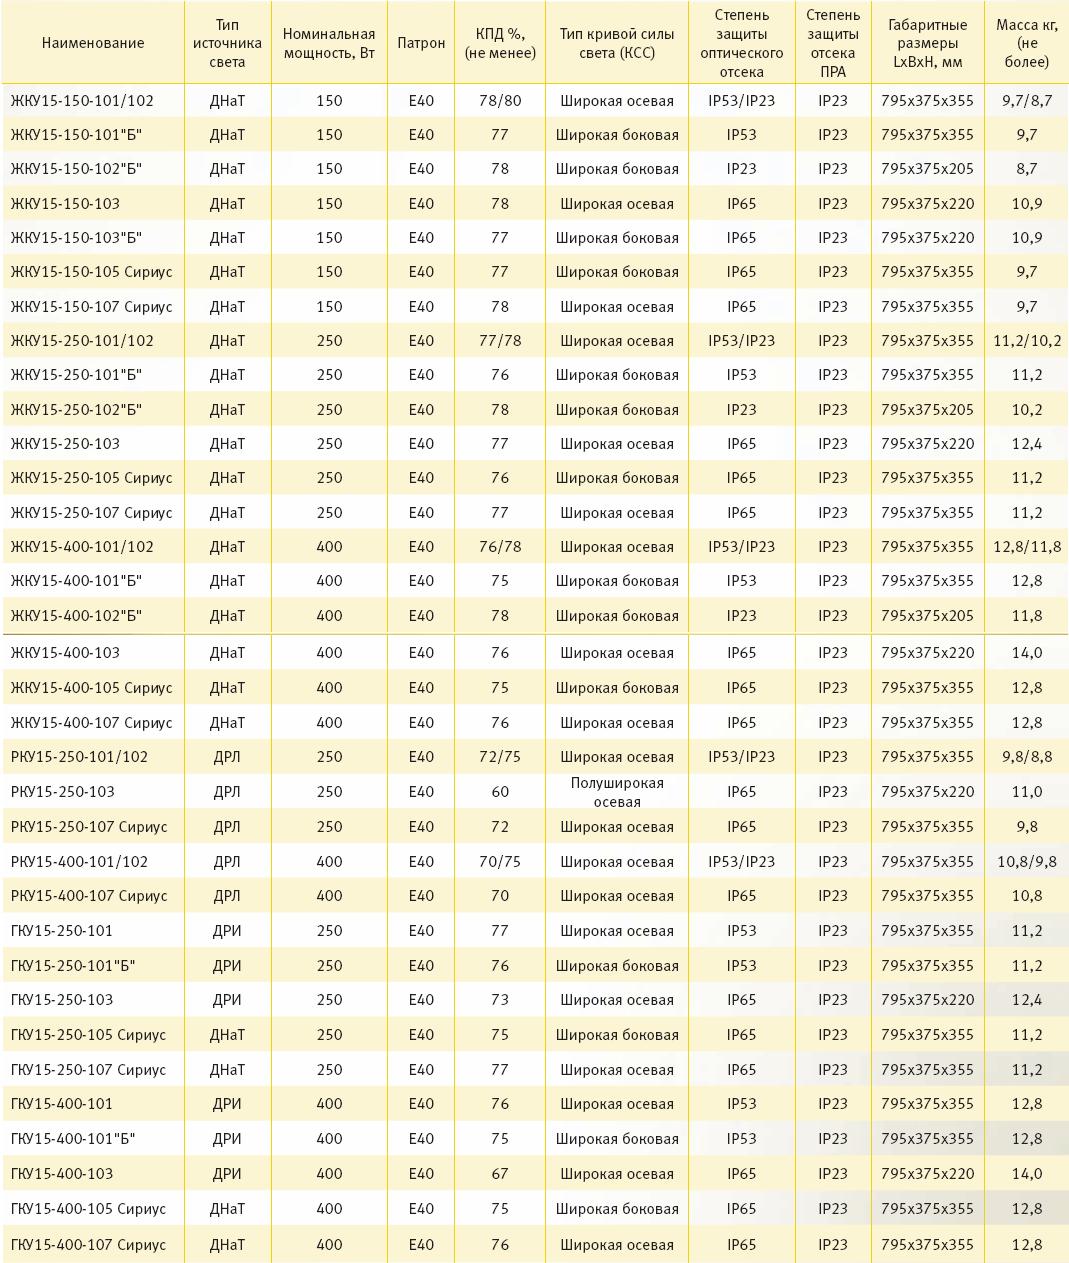 Наименование Тип источника света Номинальная мощность, Вт Патрон КПД %, (не менее) Тип кривой силы света (КСС) Степень защиты оптического отсека Степень защиты отсека ПРА Габаритные размеры LxBxH, мм Масса кг, (не более)
ЖКУ15-150-101/102 ДНаТ 150 E40 78/80 Широкая осевая IP53/IP23 IP23 795x375x355 9,7/8,7
ЖКУ15-150-101"Б" ДНаТ 150 E40 77 Широкая боковая IP53 IP23 795x375x355 9,7
ЖКУ15-150-102"Б" ДНаТ 150 E40 78 Широкая боковая IP23 IP23 795x375x205 8,7
ЖКУ15-150-103 ДНаТ 150 E40 78 Широкая осевая IP65 IP23 795x375x220 10,9
ЖКУ15-150-103"Б" ДНаТ 150 E40 77 Широкая боковая IP65 IP23 795x375x220 10,9
ЖКУ15-150-105 Сириус ДНаТ 150 E40 77 Широкая боковая IP65 IP23 795x375x355 9,7
ЖКУ15-150-107 Сириус ДНаТ 150 E40 78 Широкая осевая IP65 IP23 795x375x355 9,7
ЖКУ15-250-101/102 ДНаТ 250 E40 77/78 Широкая осевая IP53/IP23 IP23 795x375x355 11,2/10,2
ЖКУ15-250-101"Б" ДНаТ 250 E40 76 Широкая боковая IP53 IP23 795x375x355 11,2
ЖКУ15-250-102"Б" ДНаТ 250 E40 78 Широкая боковая IP23 IP23 795x375x205 10,2
ЖКУ15-250-103 ДНаТ 250 E40 77 Широкая осевая IP65 IP23 795x375x220 12,4
ЖКУ15-250-105 Сириус ДНаТ 250 E40 76 Широкая боковая IP65 IP23 795x375x355 11,2
ЖКУ15-250-107 Сириус ДНаТ 250 E40 77 Широкая осевая IP65 IP23 795x375x355 11,2
ЖКУ15-400-101/102 ДНаТ 400 E40 76/78 Широкая осевая IP53/IP23 IP23 795x375x355 12,8/11,8
ЖКУ15-400-101"Б" ДНаТ 400 E40 75 Широкая боковая IP53 IP23 795x375x355 12,8
ЖКУ15-400-102"Б" ДНаТ 400 E40 78 Широкая боковая IP23 IP23 795x375x205 11,8
ЖКУ15-400-103 ДНаТ 400 E40 76 Широкая осевая IP65 IP23 795x375x220 14,0
ЖКУ15-400-105 Сириус ДНаТ 400 E40 75 Широкая боковая IP65 IP23 795x375x355 12,8
ЖКУ15-400-107 Сириус ДНаТ 400 E40 76 Широкая осевая IP65 IP23 795x375x355 12,8
РКУ15-250-101/102 ДРЛ 250 E40 72/75 Широкая осевая IP53/IP23 IP23 795x375x355 9,8/8,8
РКУ15-250-103 ДРЛ 250 E40 60 Полуширокая осевая IP65 IP23 795x375x220 11,0
РКУ15-250-107 Сириус ДРЛ 250 E40 72 Широкая осевая IP65 IP23 795x375x355 9,8
РКУ15-400-101/102 ДРЛ 400 E40 70/75 Широкая осевая IP53/IP23 IP23 795x375x355 10,8/9,8
РКУ15-400-107 Сириус ДРЛ 400 E40 70 Широкая осевая IP65 IP23 795x375x355 10,8
ГКУ15-250-101 ДРИ 250 E40 77 Широкая осевая IP53 IP23 795x375x355 11,2
ГКУ15-250-101"Б" ДРИ 250 E40 76 Широкая боковая IP53 IP23 795x375x355 11,2
ГКУ15-250-103 ДРИ 250 E40 73 Широкая осевая IP65 IP23 795x375x220 12,4
ГКУ15-250-105 Сириус ДНаТ 250 E40 75 Широкая боковая IP65 IP23 795x375x355 11,2
ГКУ15-250-107 Сириус ДНаТ 250 E40 77 Широкая осевая IP65 IP23 795x375x355 11,2
ГКУ15-400-101 ДРИ 400 E40 76 Широкая осевая IP53 IP23 795x375x355 12,8
ГКУ15-400-101"Б" ДРИ 400 E40 75 Широкая боковая IP53 IP23 795x375x355 12,8
ГКУ15-400-103 ДРИ 400 E40 67 Широкая осевая IP65 IP23 795x375x220 14,0
ГКУ15-400-105 Сириус ДНаТ 400 E40 75 Широкая боковая IP65 IP23 795x375x355 12,8
ГКУ15-400-107 Сириус ДНаТ 400 E40 76 Широкая осевая IP65 IP23 795x375x355 12,8